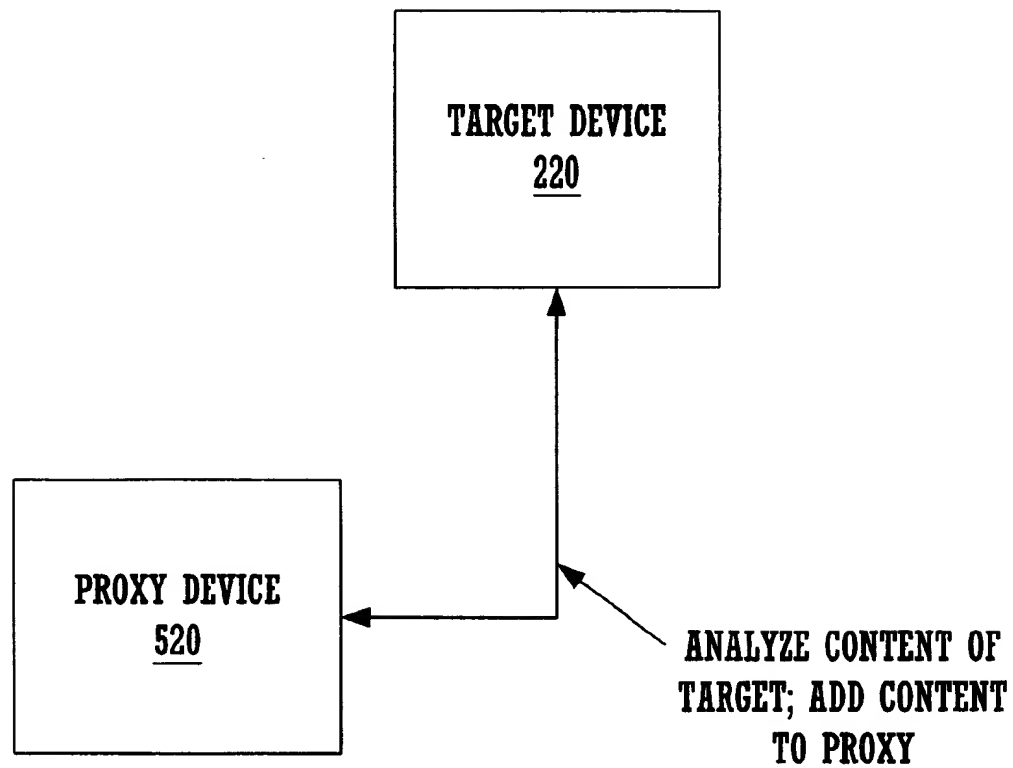 TARGET DEVICE
220
PROXY DEVICE
520
ANALYZE CONTENT OF
TARGET; ADD CONTENT
TO PROXY